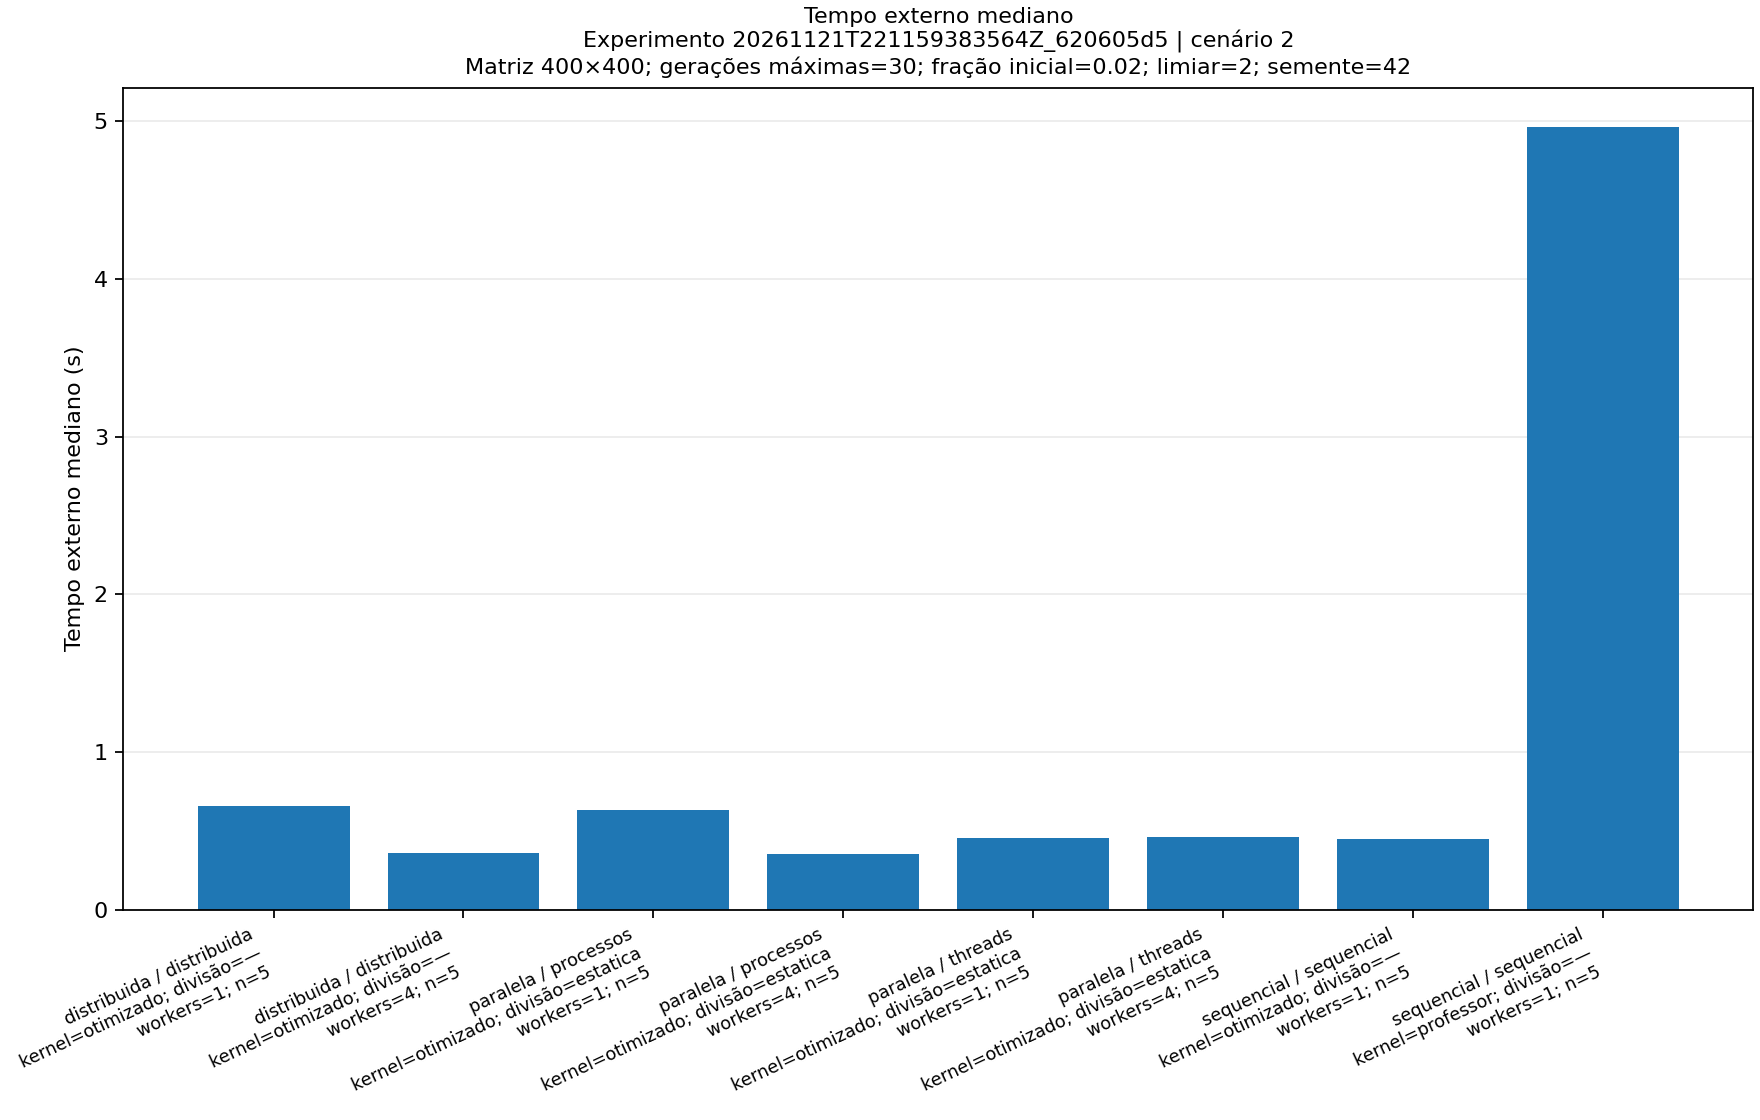 Tempo externo mediano
Experimento 20261121T221159383564Z_620605d5 | cenário 2
Matriz 400×400; gerações máximas=30; fração inicial=0.02; limiar=2; semente=42
Tempo externo mediano (s)
5
4
3
2
1
0
distribuida / distribuida
kernel=otimizado; divisão=—
workers=1; n=5
distribuida / distribuida
kernel=otimizado; divisão=—
workers=4; n=5
paralela / processos
kernel=otimizado; divisão=estatica
workers=1; n=5
paralela / processos
kernel=otimizado; divisão=estatica
workers=4; n=5
paralela / threads
kernel=otimizado; divisão=estatica
workers=1; n=5
paralela / threads
kernel=otimizado; divisão=estatica
workers=4; n=5
sequencial / sequencial
kernel=otimizado; divisão=—
workers=1; n=5
sequencial / sequencial
kernel=professor; divisão=—
workers=1; n=5